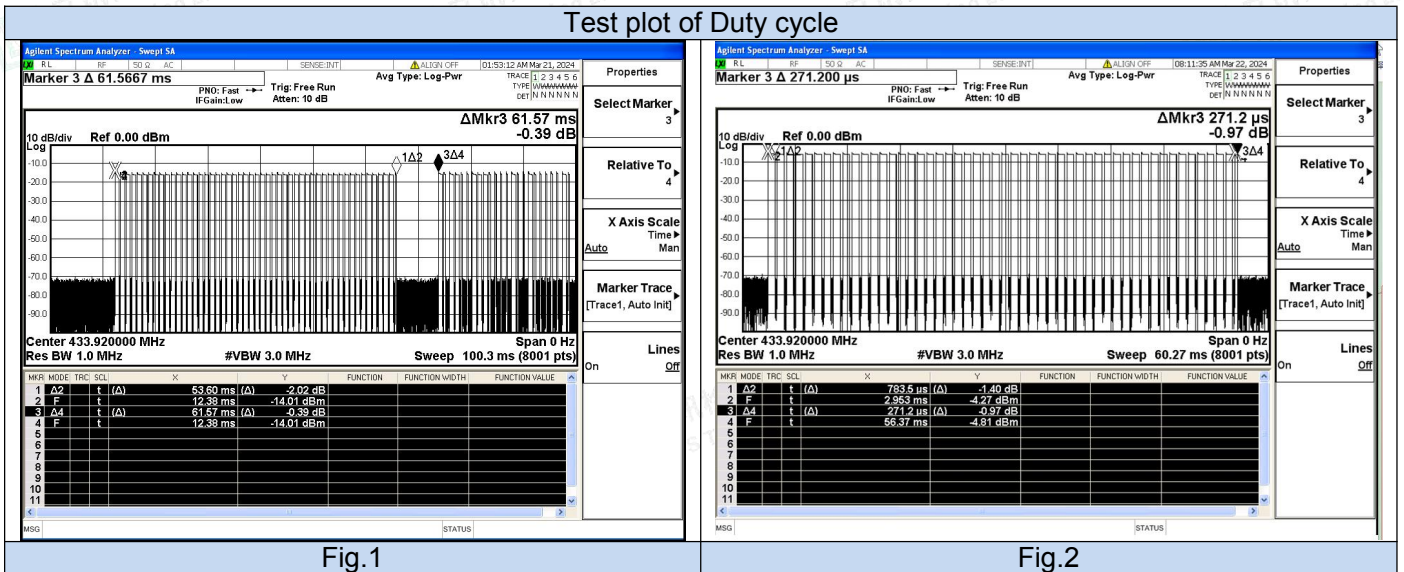 Test plot of Duty cycle
Agilent Spectrum Analyzer - Swept SA
RL RF 50 Ω AC SENSE:INT ALIGN OFF 01:53:12 AM Mar 21, 2024
Marker 3 Δ 61.5667 ms
PNO: Fast
IFGain:Low
Trig: Free Run
Atten: 10 dB
Avg Type: Log-Pwr
TRACE 1 2 3 4 5 6
TYPE
DET N N N N N N
ΔMkr3 61.57 ms
-0.39 dB
10 dB/div Ref 0.00 dBm
Log
1Δ2 3Δ4
-10.0
-20.0
-30.0
-40.0
-50.0
-60.0
-70.0
-80.0
-90.0
Center 433.920000 MHz Span 0 Hz
Res BW 1.0 MHz #VBW 3.0 MHz Sweep 100.3 ms (8001 pts)
MKR MODE TRC SCL X Y FUNCTION FUNCTION WIDTH FUNCTION VALUE
1 Δ2 t (Δ) 53.60 ms (Δ) -2.02 dB
2 F t 12.38 ms -14.01 dBm
3 Δ4 t (Δ) 61.57 ms (Δ) -0.39 dB
4 F t 12.38 ms -14.01 dBm
5
6
7
8
9
10
11
MSG STATUS
Properties
Select Marker
3
Relative To
4
X Axis Scale
Time
Auto Man
Marker Trace
[Trace1, Auto Init]
Lines
On Off
Fig.1
Agilent Spectrum Analyzer - Swept SA
RL RF 50 Ω AC SENSE:INT ALIGN OFF 08:11:35 AM Mar 22, 2024
Marker 3 Δ 271.200 µs
PNO: Fast
IFGain:Low
Trig: Free Run
Atten: 10 dB
Avg Type: Log-Pwr
TRACE 1 2 3 4 5 6
TYPE
DET N N N N N N
ΔMkr3 271.2 µs
-0.97 dB
10 dB/div Ref 0.00 dBm
Log
2 1Δ2 3Δ4
-10.0
-20.0
-30.0
-40.0
-50.0
-60.0
-70.0
-80.0
-90.0
Center 433.920000 MHz Span 0 Hz
Res BW 1.0 MHz #VBW 3.0 MHz Sweep 60.27 ms (8001 pts)
MKR MODE TRC SCL X Y FUNCTION FUNCTION WIDTH FUNCTION VALUE
1 Δ2 t (Δ) 783.5 µs (Δ) -1.40 dB
2 F t 2.953 ms -4.27 dBm
3 Δ4 t (Δ) 271.2 µs (Δ) -0.97 dB
4 F t 56.37 ms -4.81 dBm
5
6
7
8
9
10
11
MSG STATUS
Properties
Select Marker
3
Relative To
4
X Axis Scale
Time
Auto Man
Marker Trace
[Trace1, Auto Init]
Lines
On Off
Fig.2